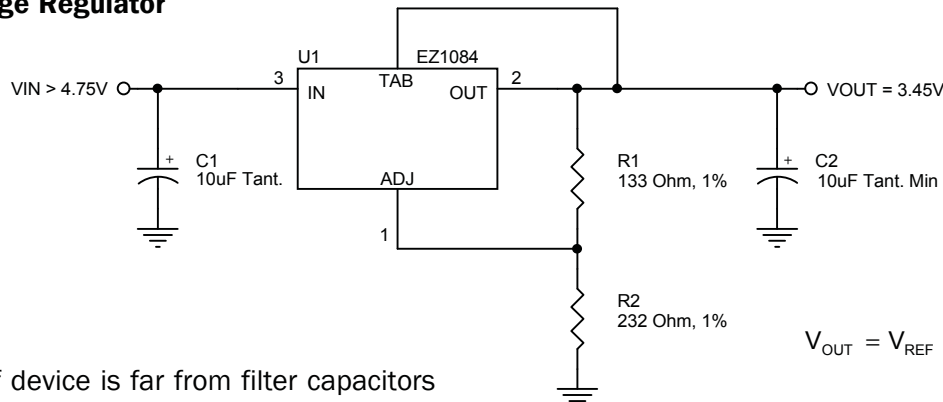 ge Regulator
U1
EZ1084
VIN > 4.75V
3
IN
TAB
OUT
2
VOUT = 3.45V
+
C1
10uF Tant.
ADJ
1
R1
133 Ohm, 1%
+
C2
10uF Tant. Min
R2
232 Ohm, 1%
VOUT = VREF
f device is far from filter capacitors